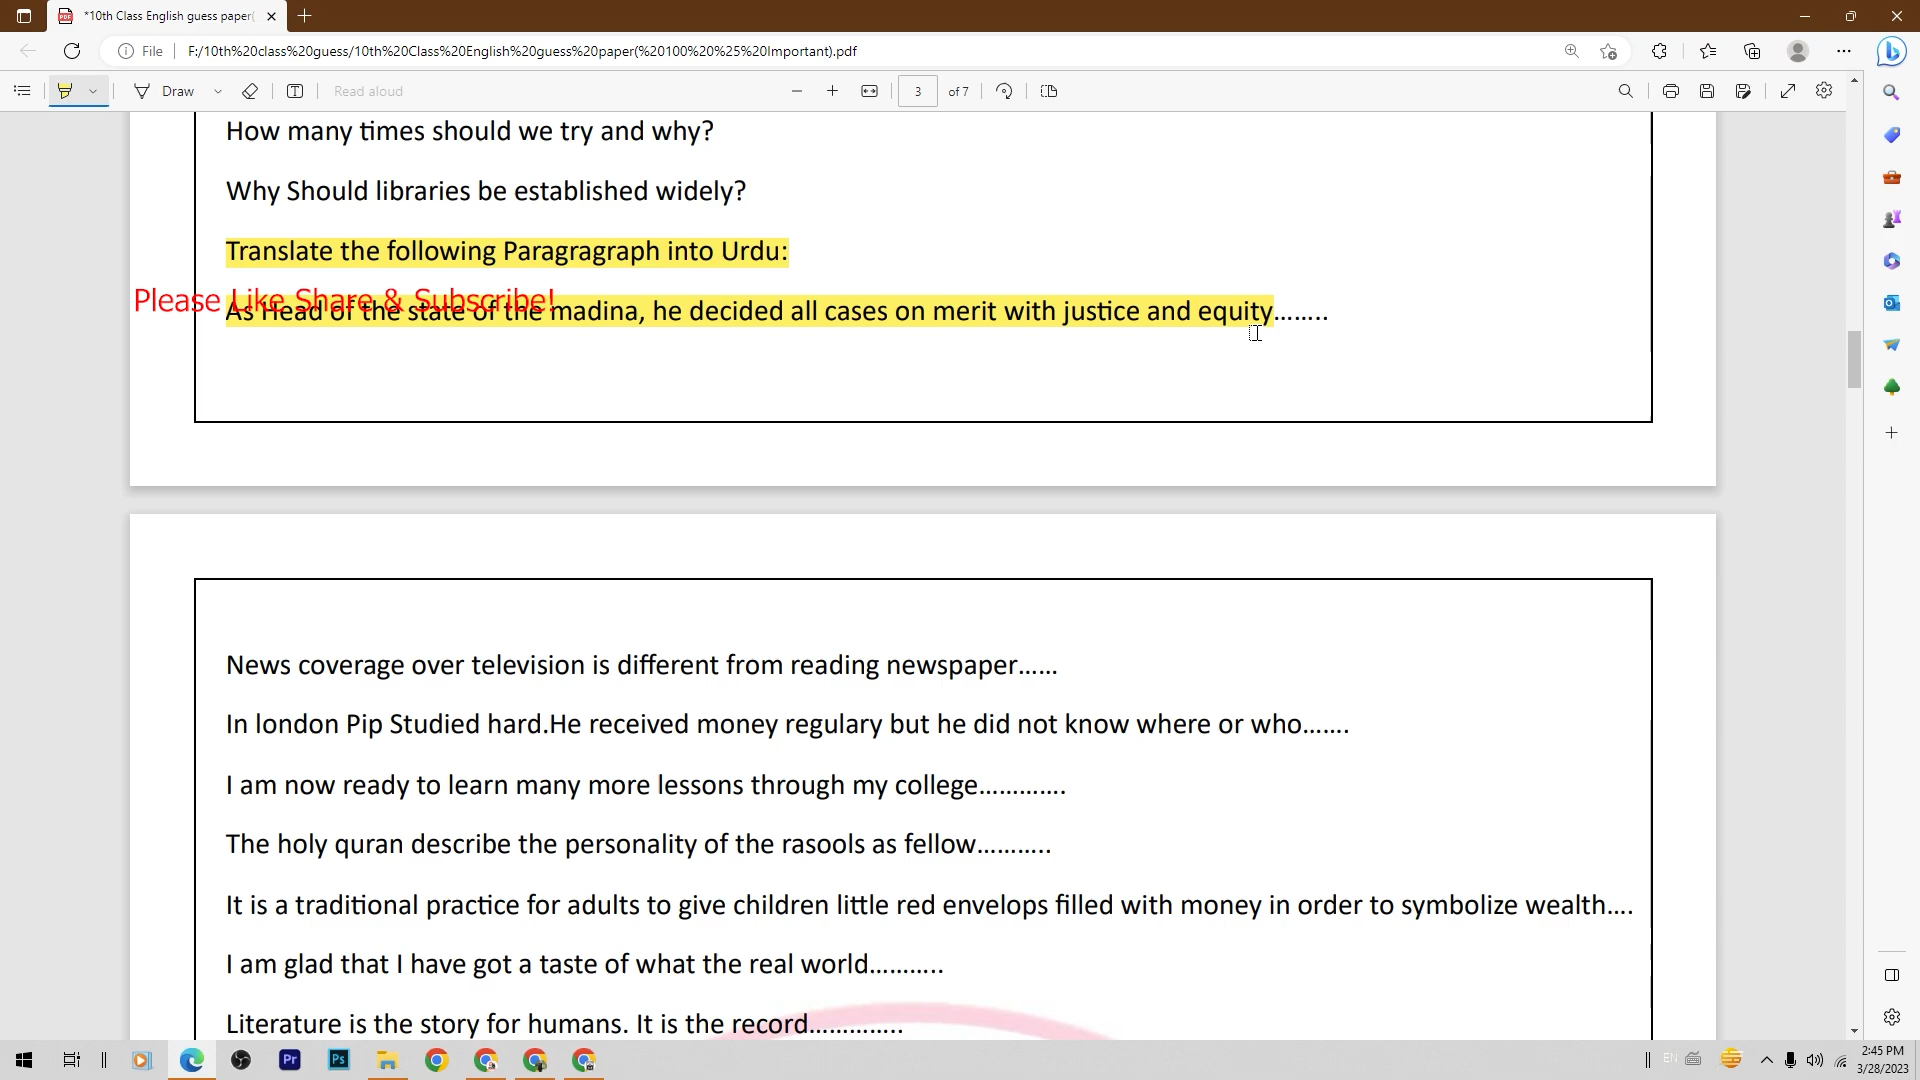 *10th Class English guess paper(
File
F:/10th%20class%20guess/10th%20Class%20English%20guess%20paper(%20100%20%25%20Important).pdf
Draw
Read aloud
3
of 7
How many times should we try and why?
Why Should libraries be established widely?
Translate the following Paragragraph into Urdu:
Please Like Share & Subscribe!
As Head of the state of the madina, he decided all cases on merit with justice and equity……..
News coverage over television is different from reading newspaper……
In london Pip Studied hard.He received money regulary but he did not know where or who…….
I am now ready to learn many more lessons through my college………….
The holy quran describe the personality of the rasools as fellow………..
It is a traditional practice for adults to give children little red envelops filled with money in order to symbolize wealth….
I am glad that I have got a taste of what the real world………..
Literature is the story for humans. It is the record…………..
Pr
Ps
EN
2:45 PM
3/28/2023